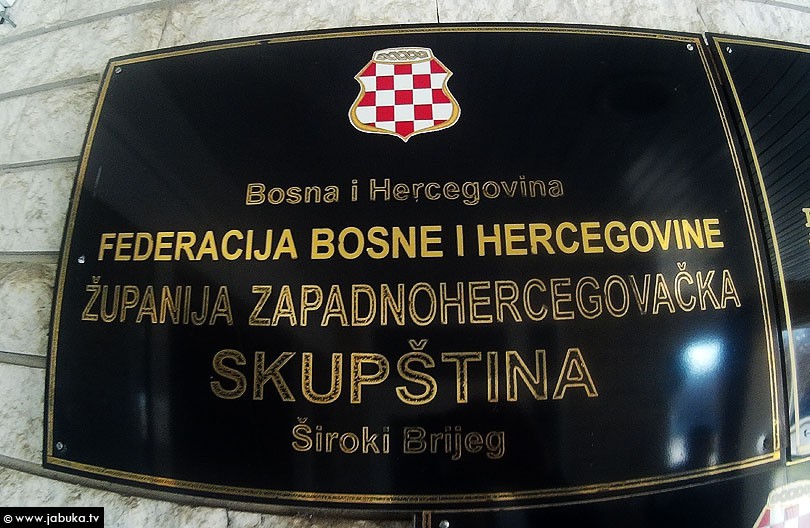 Bosna i Hercegovina
FEDERACIJA BOSNE I HERCEGOVINE
ŽUPANIJA ZAPADNOHERCEGOVAČKA
SKUPŠTINA
Široki Brijeg
© www.jabuka.tv